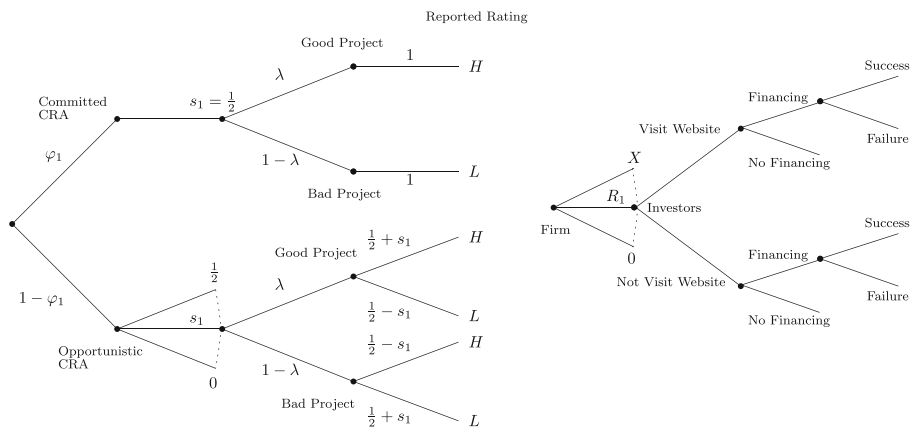 Reported Rating
Good Project
1
H
λ
Committed
CRA
s₁ = 1/2
φ₁
1 − λ
L
1
Bad Project
1 − φ₁
Opportunistic
CRA
1/2
s₁
0
Good Project
λ
1/2 + s₁
H
1/2 − s₁
L
1 − λ
Bad Project
1/2 − s₁
H
1/2 + s₁
L
Firm
X
R₁
0
Investors
Visit Website
Financing
Success
Failure
No Financing
Not Visit Website
Financing
Success
Failure
No Financing